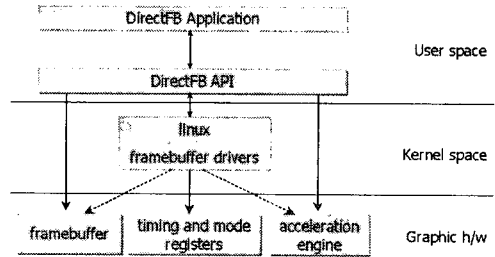 DirectFB Application
User space
DirectFB API
linux
framebuffer drivers
Kernel space
framebuffer
timing and mode
registers
acceleration
engine
Graphic h/w